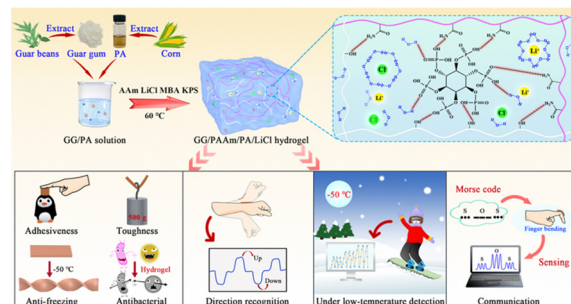 Extract
Extract
Guar beans
Guar gum
PA
Corn
AAm LiCl MBA KPS
60 ℃
GG/PA solution
GG/PAAm/PA/LiCl hydrogel
Cl
Li⁺
Li⁺
Cl
Adhesiveness
Toughness
500 g
-50 ℃
Hydrogel
Anti-freezing
Antibacterial
Up
Down
Direction recognition
-50 ℃
Under low-temperature detection
Morse code
S O S
Finger bending
Sensing
S O S
Communication